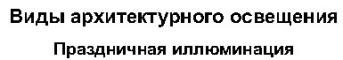 Виды архитектурного освещения
Праздничная иллюминация